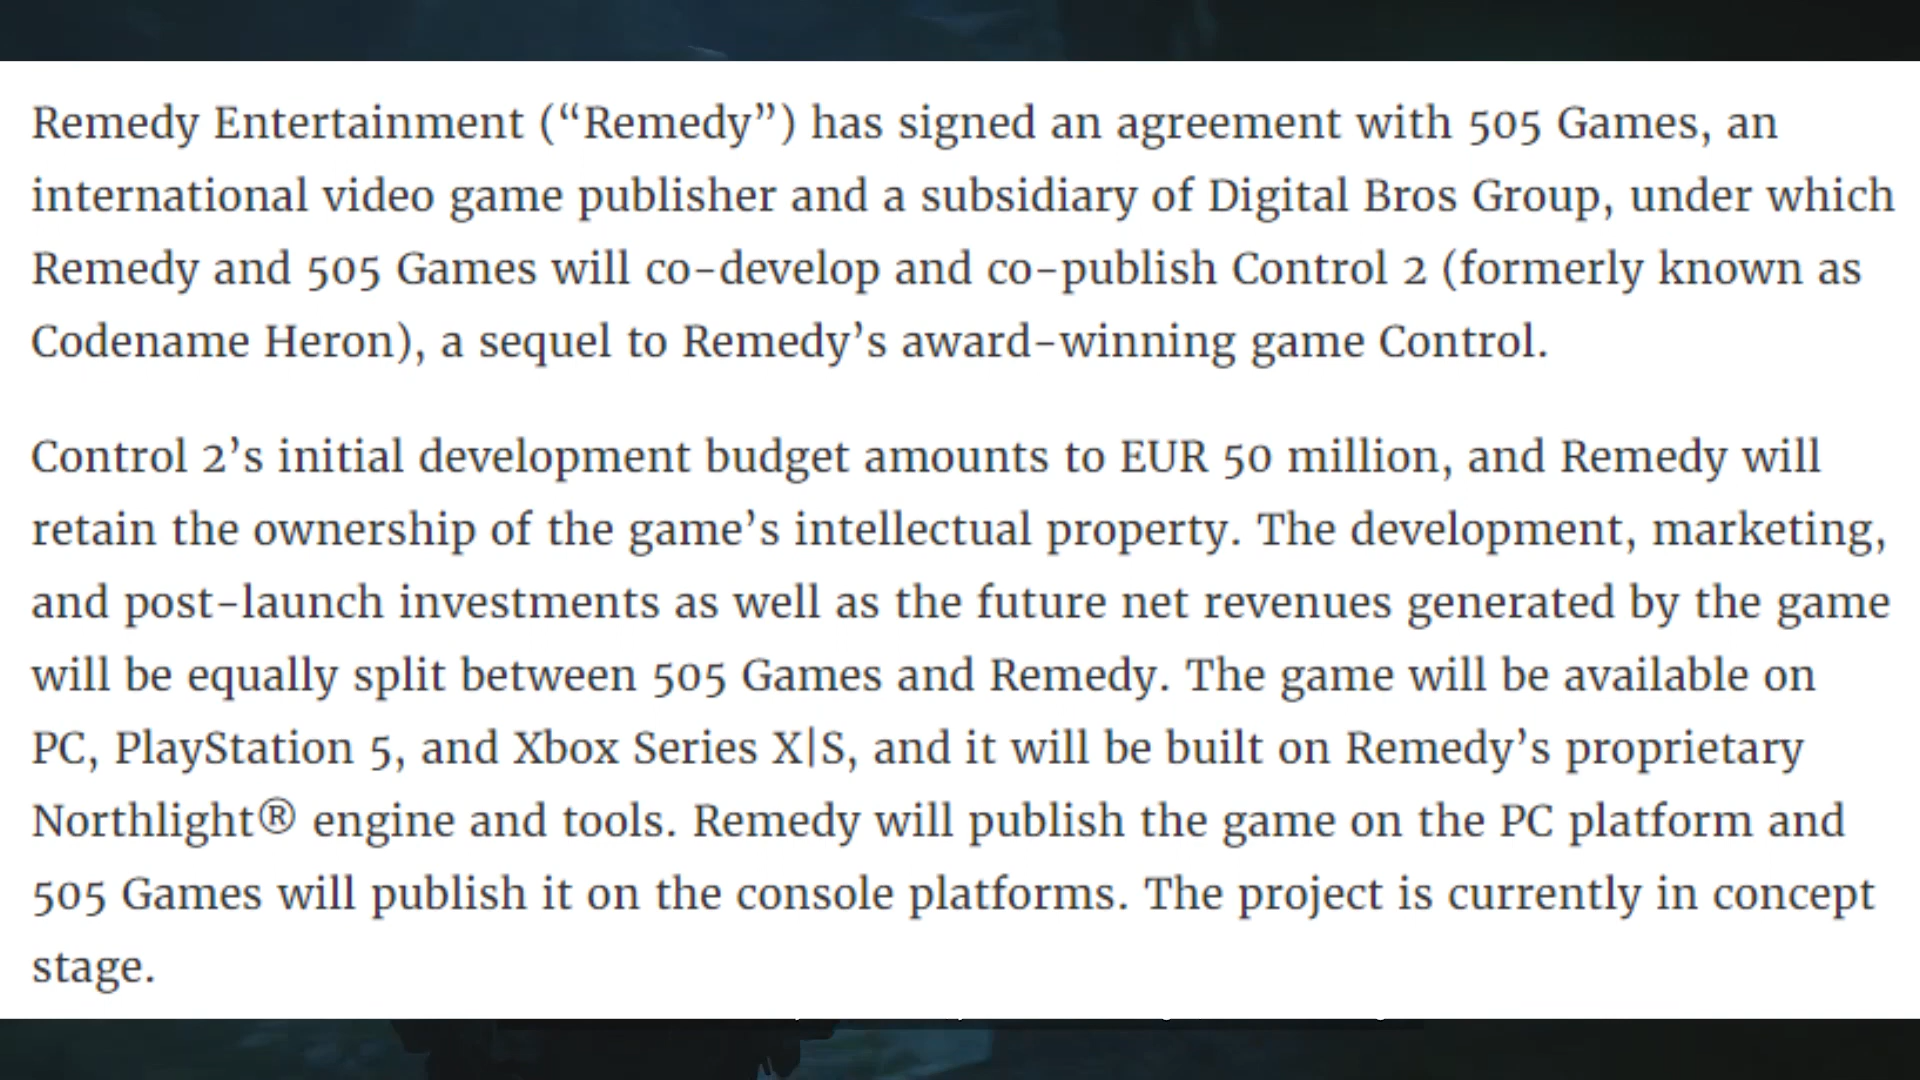 Remedy Entertainment (“Remedy”) has signed an agreement with 505 Games, an
international video game publisher and a subsidiary of Digital Bros Group, under which
Remedy and 505 Games will co-develop and co-publish Control 2 (formerly known as
Codename Heron), a sequel to Remedy’s award-winning game Control.
Control 2’s initial development budget amounts to EUR 50 million, and Remedy will
retain the ownership of the game’s intellectual property. The development, marketing,
and post-launch investments as well as the future net revenues generated by the game
will be equally split between 505 Games and Remedy. The game will be available on
PC, PlayStation 5, and Xbox Series X|S, and it will be built on Remedy’s proprietary
Northlight® engine and tools. Remedy will publish the game on the PC platform and
505 Games will publish it on the console platforms. The project is currently in concept
stage.